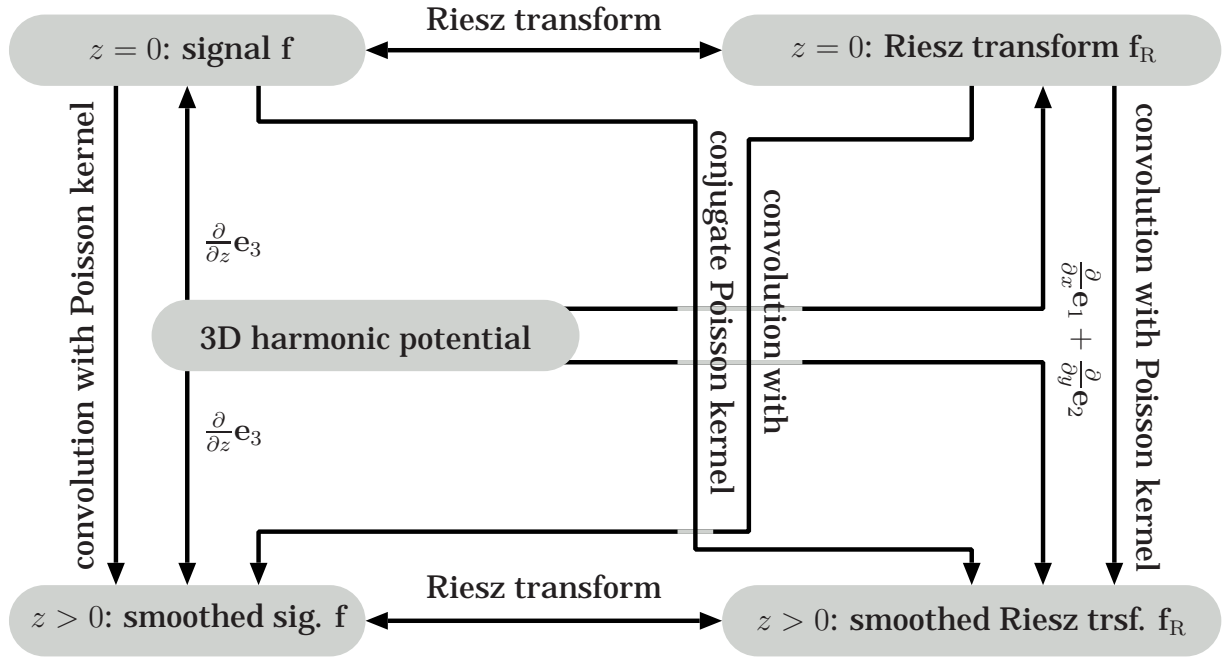 Riesz transform
z = 0: signal f
z = 0: Riesz transform f_R
convolution with Poisson kernel
∂/∂z e_3
conjugate Poisson kernel
convolution with
∂/∂x e_1 + ∂/∂y e_2
convolution with Poisson kernel
3D harmonic potential
∂/∂z e_3
Riesz transform
z > 0: smoothed sig. f
z > 0: smoothed Riesz trsf. f_R